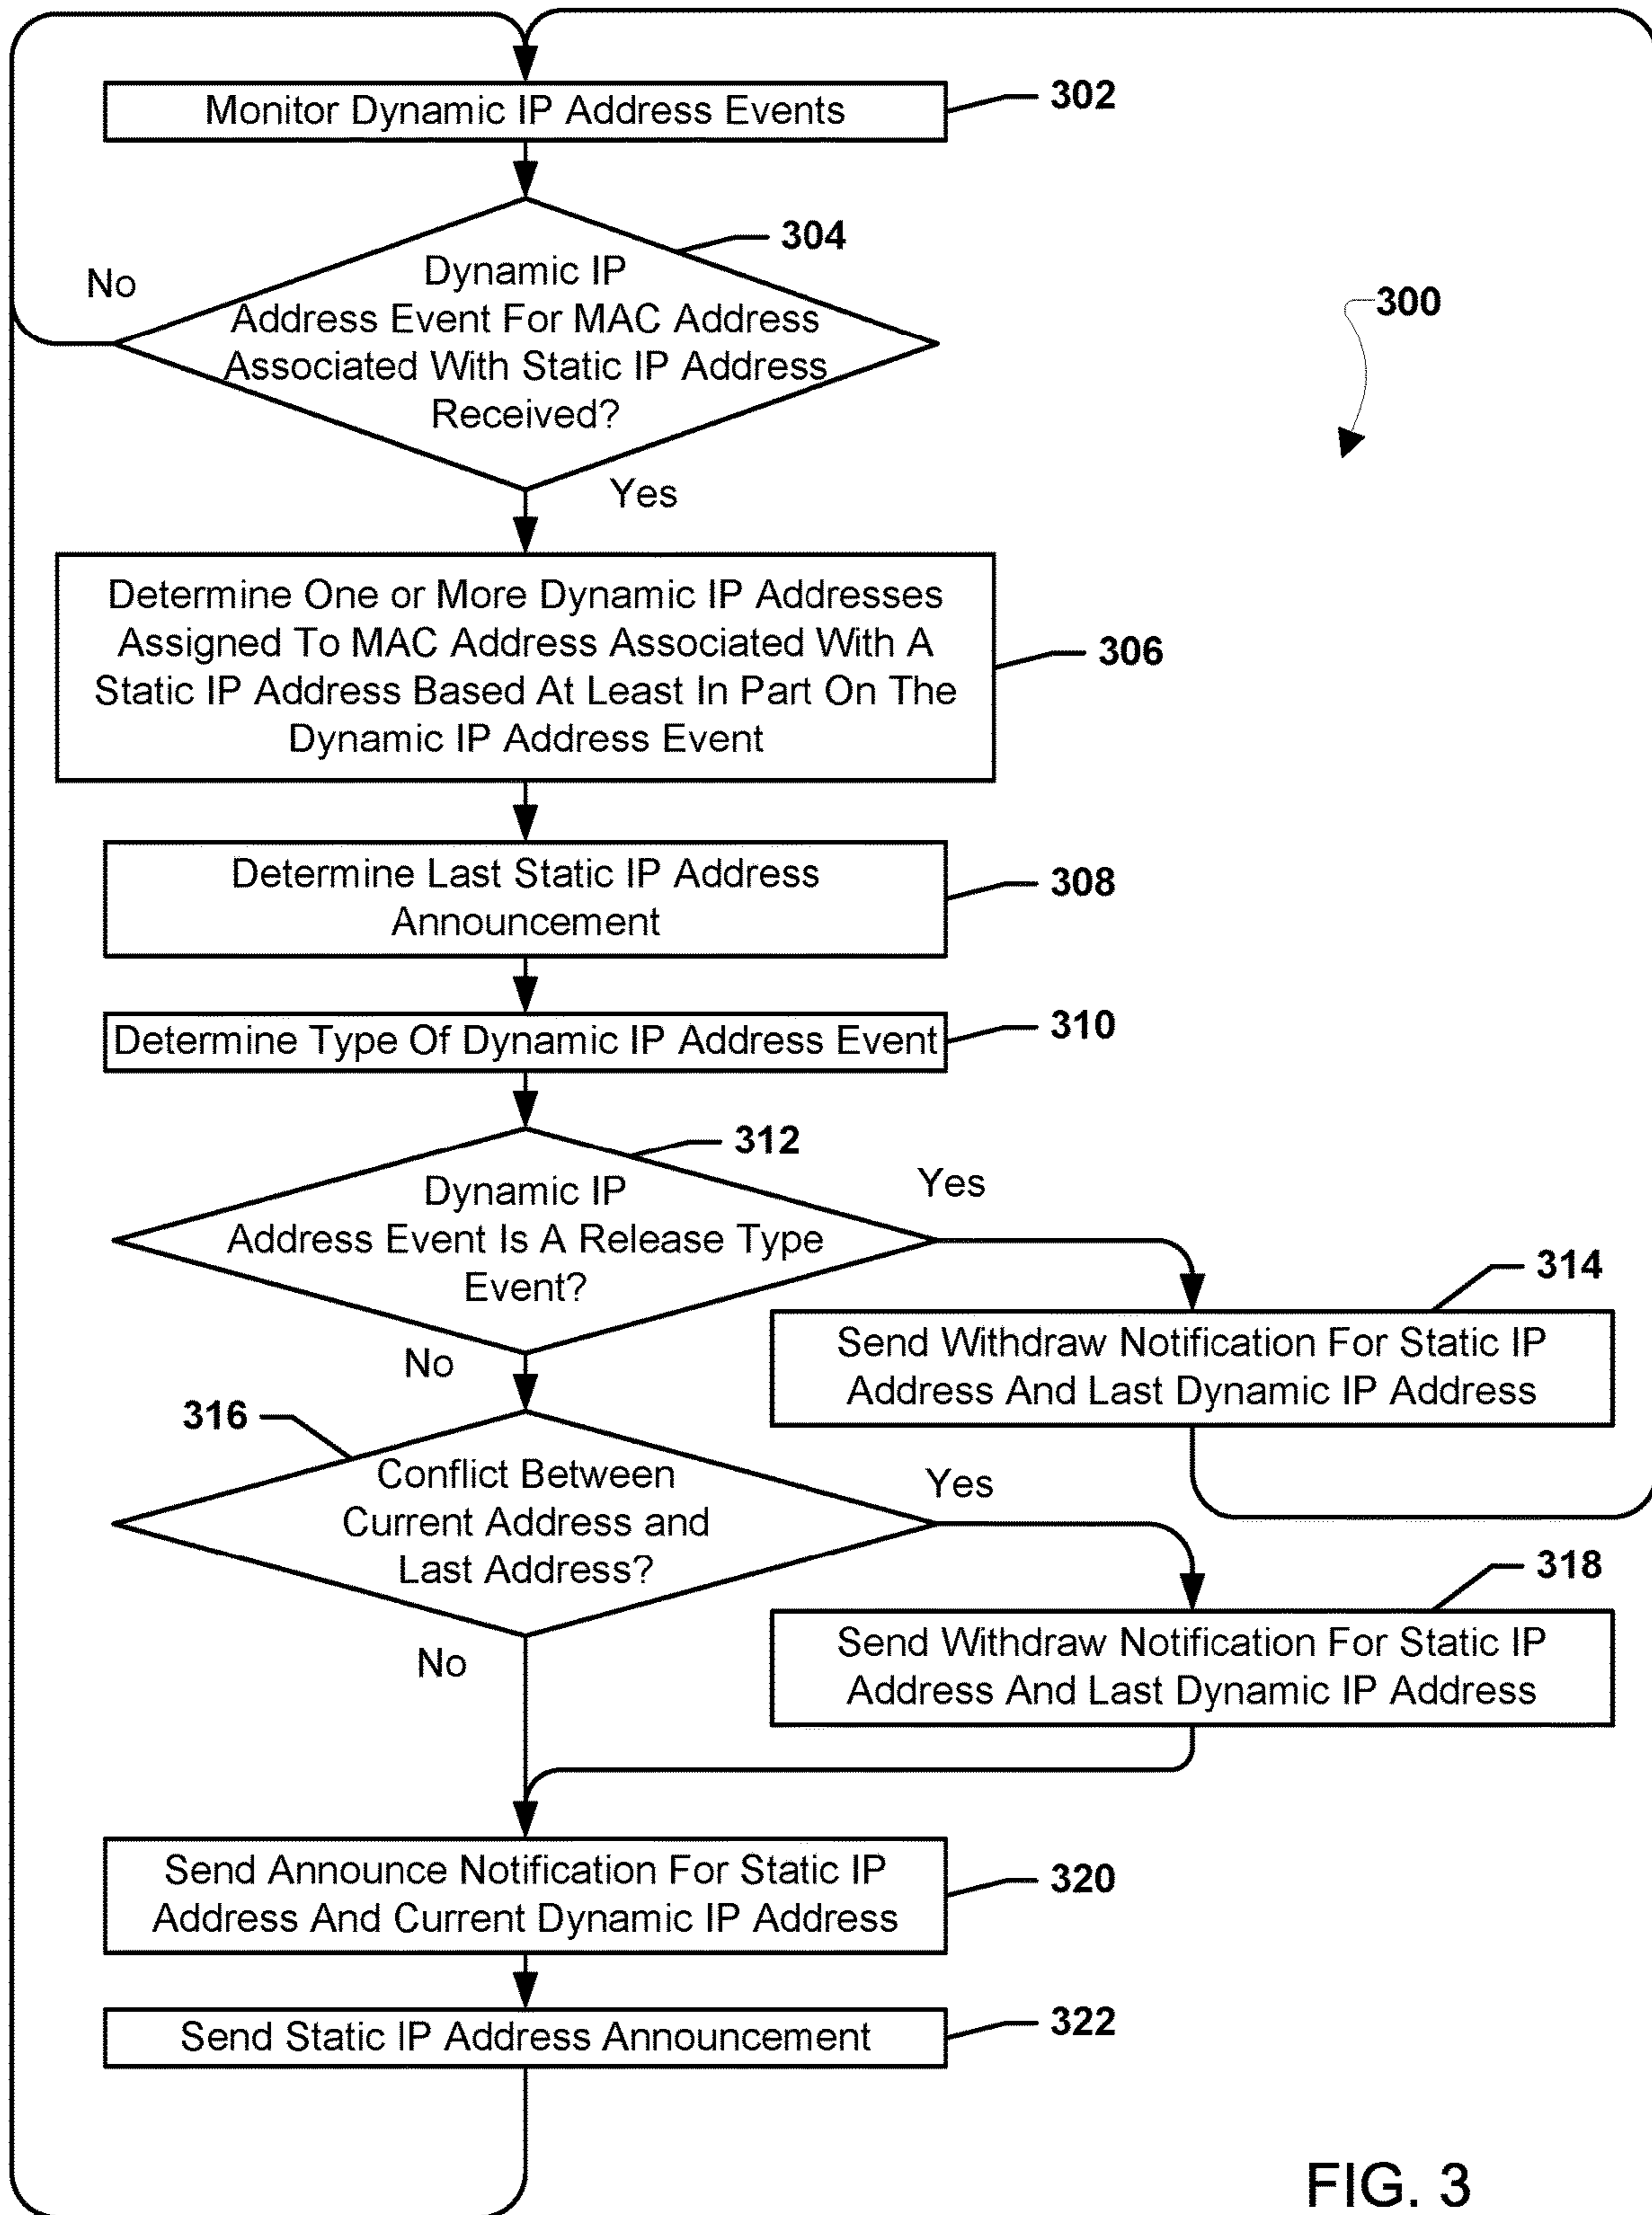 Monitor Dynamic IP Address Events
302
304
Dynamic IP
Address Event For MAC Address
Associated With Static IP Address
Received?
No
300
Yes
Determine One or More Dynamic IP Addresses
Assigned To MAC Address Associated With A
Static IP Address Based At Least In Part On The
Dynamic IP Address Event
306
Determine Last Static IP Address
Announcement
308
Determine Type Of Dynamic IP Address Event
310
312
Dynamic IP
Address Event Is A Release Type
Event?
Yes
314
Send Withdraw Notification For Static IP
Address And Last Dynamic IP Address
No
316
Conflict Between
Current Address and
Last Address?
Yes
318
Send Withdraw Notification For Static IP
Address And Last Dynamic IP Address
No
Send Announce Notification For Static IP
Address And Current Dynamic IP Address
320
Send Static IP Address Announcement
322
FIG. 3